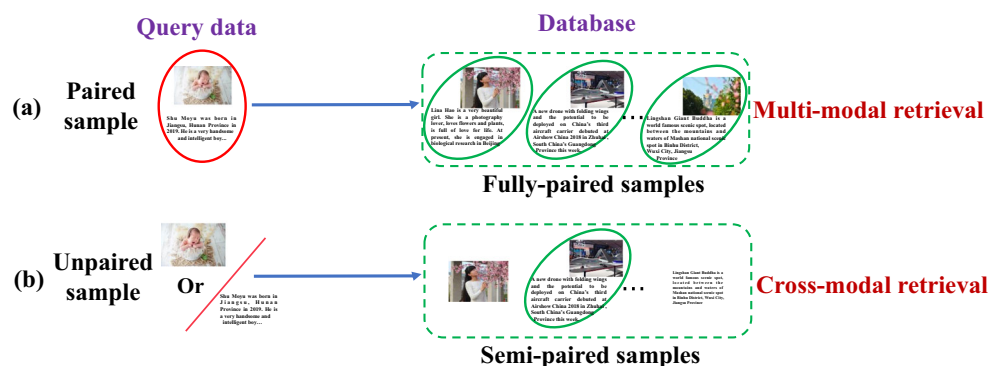 Query data
Database
(a)
Paired
sample
Shu Moyu was born in
Jiangsu, Hunan Province in
2019. He is a very handsome
and intelligent boy…
Linn Hao is a very beautiful
girl. She is a photography
lover, loves flowers and plants,
is full of love for life. At
present, she is engaged in
biological research in Beijing
A new drone with folding wings
and the potential to be
deployed on China's third
aircraft carrier debuted at
Airshow China 2018 in Zhuhai,
South China's Guangdong
Province this week.
...
Lingshan Giant Buddha is a
world famous scenic spot, located
between the mountains and
waters of Mashan national scenic
spot in Binhu District,
Wuxi City, Jiangsu
Province
Multi-modal retrieval
Fully-paired samples
(b)
Unpaired
sample
Or
Shu Moyu was born in
Jiangsu, Hunan
Province in 2019. He is
a very handsome and
intelligent boy…
A new drone with folding wings
and the potential to be
deployed on China's third
aircraft carrier debuted at
Airshow China 2018 in Zhuhai,
South China's Guangdong
Province this week.
...
Lingshan Giant Buddha is a
world famous scenic spot,
located between the
mountains and waters of
Mashan national scenic spot
in Binhu District, Wuxi City,
Jiangsu Province
Cross-modal retrieval
Semi-paired samples